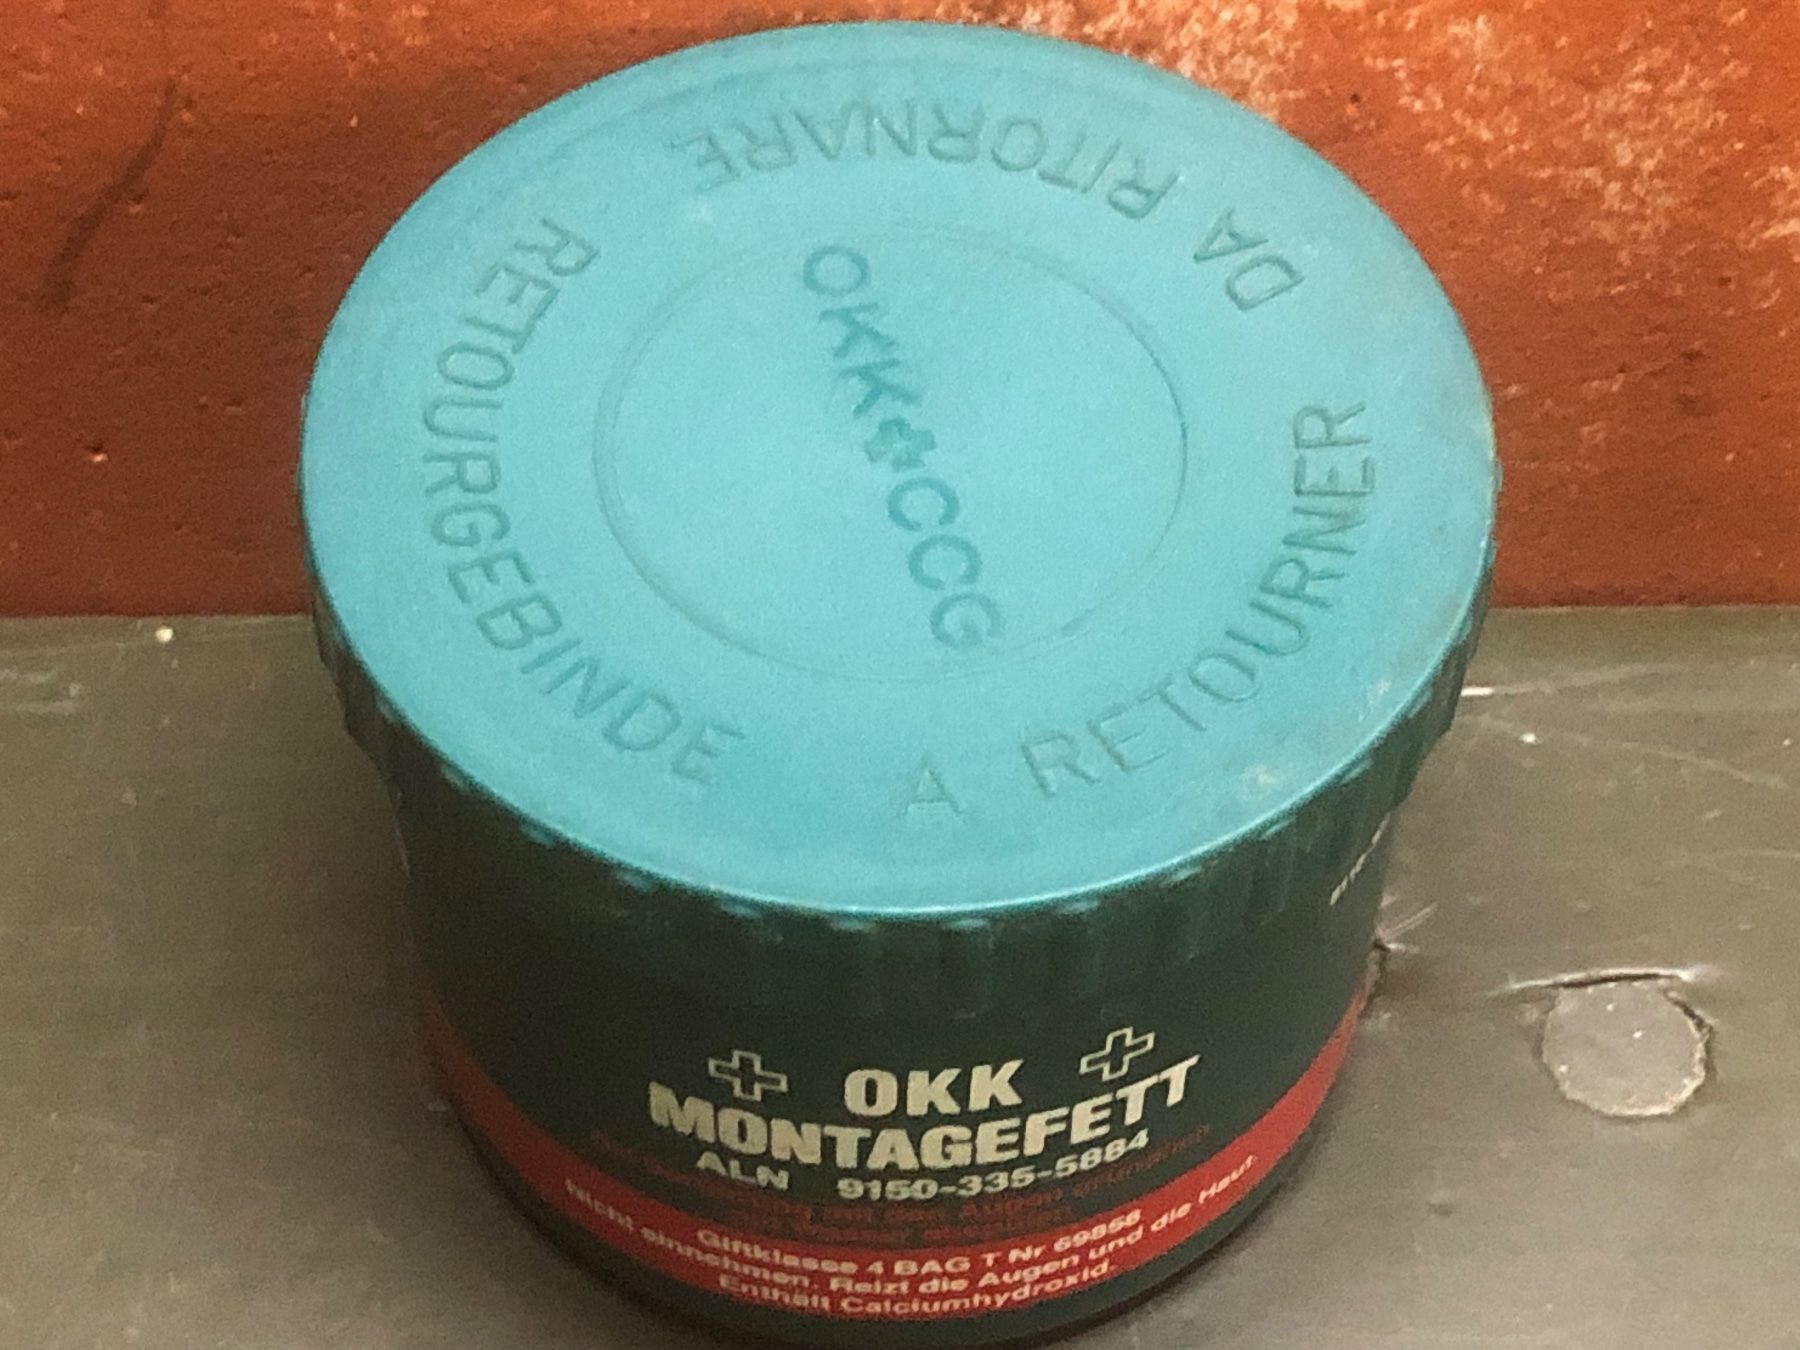 RETOURGEBINDE
A RETOURNER
DA RITORNARE
OKK CCG
OKK
MONTAGEFETT
ALN 9150-335-5884
Giftklasse 4 BAG T Nr 69858
Nicht einnehmen. Reizt die Augen und die Haut.
Enthält Calciumhydroxid.